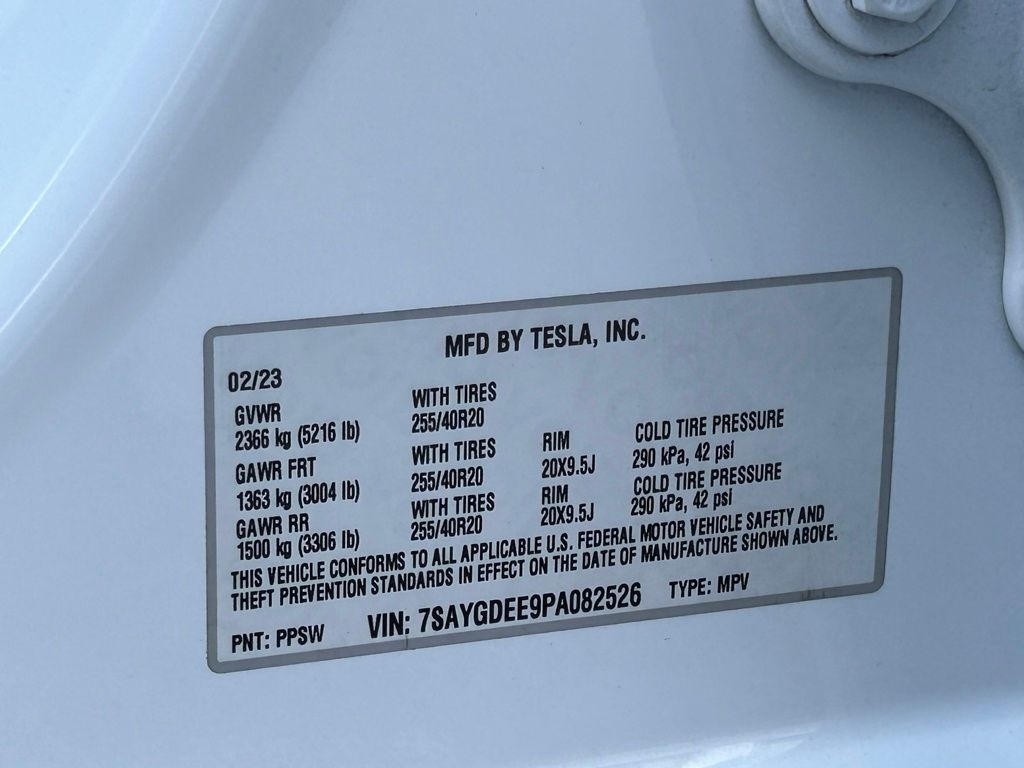 MFD BY TESLA, INC.
02/23
GVWR WITH TIRES
2366 kg (5216 lb) 255/40R20
GAWR FRT WITH TIRES RIM COLD TIRE PRESSURE
1363 kg (3004 lb) 255/40R20 20X9.5J 290 kPa, 42 psi
GAWR RR WITH TIRES RIM COLD TIRE PRESSURE
1500 kg (3306 lb) 255/40R20 20X9.5J 290 kPa, 42 psi
THIS VEHICLE CONFORMS TO ALL APPLICABLE U.S. FEDERAL MOTOR VEHICLE SAFETY AND
THEFT PREVENTION STANDARDS IN EFFECT ON THE DATE OF MANUFACTURE SHOWN ABOVE.
PNT: PPSW VIN: 7SAYGDEE9PA082526 TYPE: MPV